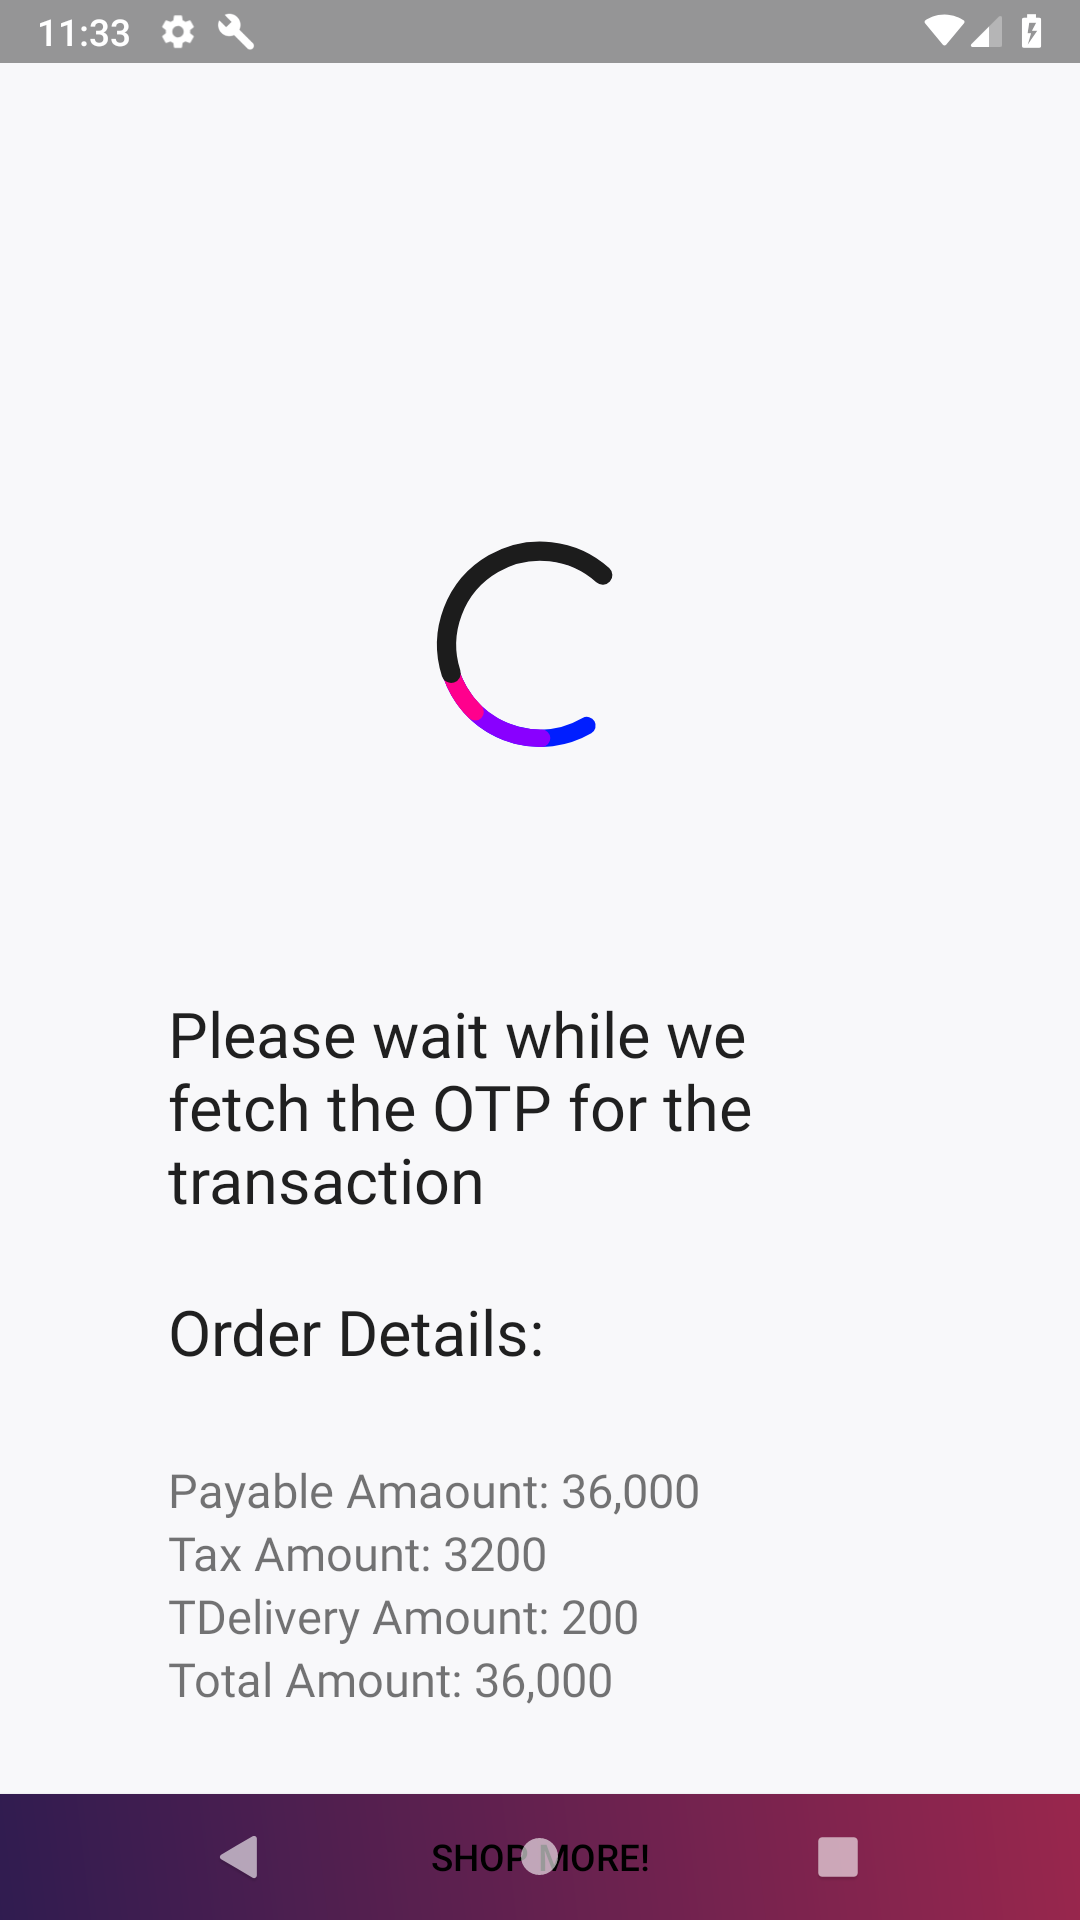 11:33
Please wait while we
fetch the OTP for the
transaction
Order Details:
Payable Amaount: 36,000
Tax Amount: 3200
TDelivery Amount: 200
Total Amount: 36,000
SHOP MORE!